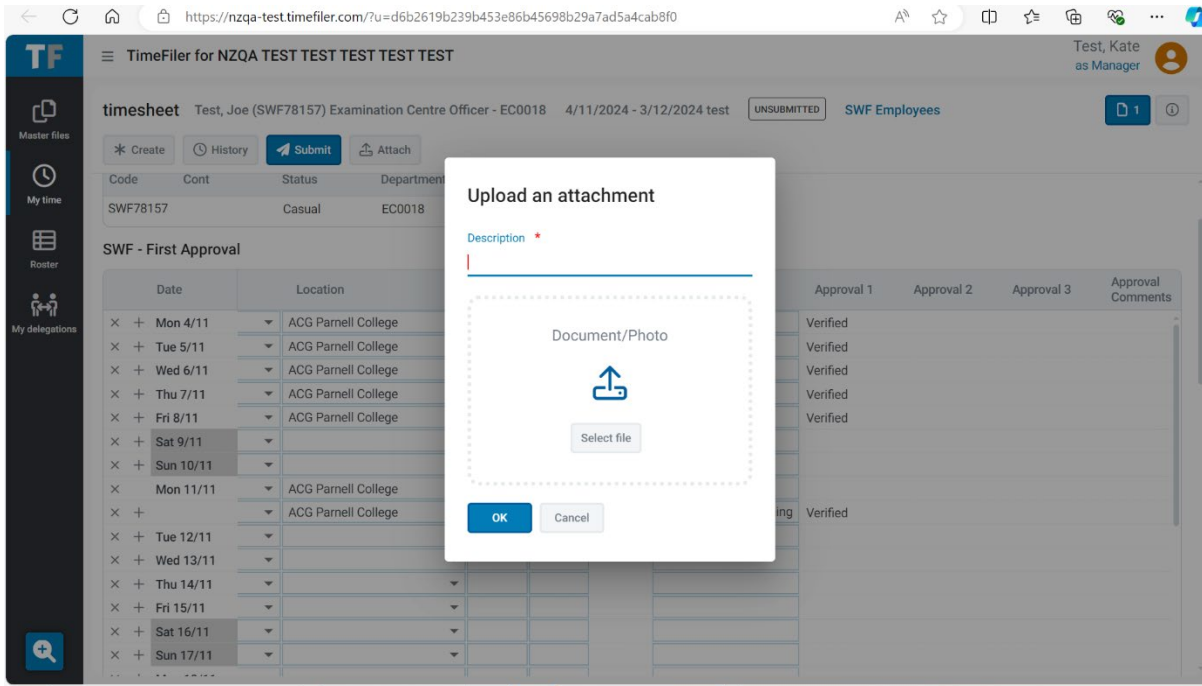 https://nzqa-test.timefiler.com/?u=d6b2619b239b453e86b45698b29a7ad5a4cab8f0
TF
TimeFiler for NZQA TEST TEST TEST TEST TEST
Test, Kate
as Manager
Master files
My time
Roster
My delegations
timesheet Test, Joe (SWF78157) Examination Centre Officer - EC0018 4/11/2024 - 3/12/2024 test UNSUBMITTED SWF Employees 1
Create History Submit Attach
Code Cont Status Department
SWF78157 Casual EC0018
SWF - First Approval
Date Location Approval 1 Approval 2 Approval 3 Approval Comments
Mon 4/11 ACG Parnell College Verified
Tue 5/11 ACG Parnell College Verified
Wed 6/11 ACG Parnell College Verified
Thu 7/11 ACG Parnell College Verified
Fri 8/11 ACG Parnell College Verified
Sat 9/11
Sun 10/11
Mon 11/11 ACG Parnell College
ACG Parnell College ing Verified
Tue 12/11
Wed 13/11
Thu 14/11
Fri 15/11
Sat 16/11
Sun 17/11
Upload an attachment
Description *
Document/Photo
Select file
OK Cancel